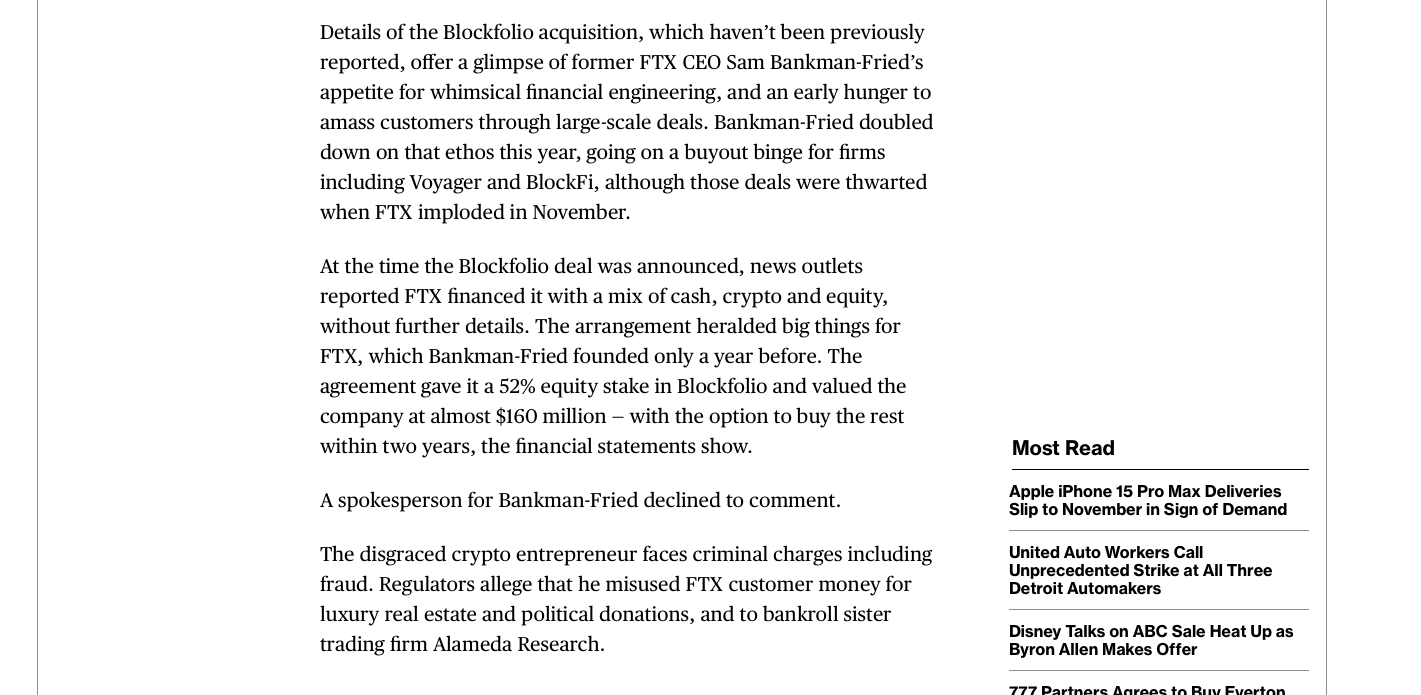 Details of the Blockfolio acquisition, which haven’t been previously
reported, offer a glimpse of former FTX CEO Sam Bankman-Fried’s
appetite for whimsical financial engineering, and an early hunger to
amass customers through large-scale deals. Bankman-Fried doubled
down on that ethos this year, going on a buyout binge for firms
including Voyager and BlockFi, although those deals were thwarted
when FTX imploded in November.
At the time the Blockfolio deal was announced, news outlets
reported FTX financed it with a mix of cash, crypto and equity,
without further details. The arrangement heralded big things for
FTX, which Bankman-Fried founded only a year before. The
agreement gave it a 52% equity stake in Blockfolio and valued the
company at almost $160 million — with the option to buy the rest
within two years, the financial statements show.
A spokesperson for Bankman-Fried declined to comment.
The disgraced crypto entrepreneur faces criminal charges including
fraud. Regulators allege that he misused FTX customer money for
luxury real estate and political donations, and to bankroll sister
trading firm Alameda Research.
Most Read
Apple iPhone 15 Pro Max Deliveries
Slip to November in Sign of Demand
United Auto Workers Call
Unprecedented Strike at All Three
Detroit Automakers
Disney Talks on ABC Sale Heat Up as
Byron Allen Makes Offer
777 Partners Agrees to Buy Everton